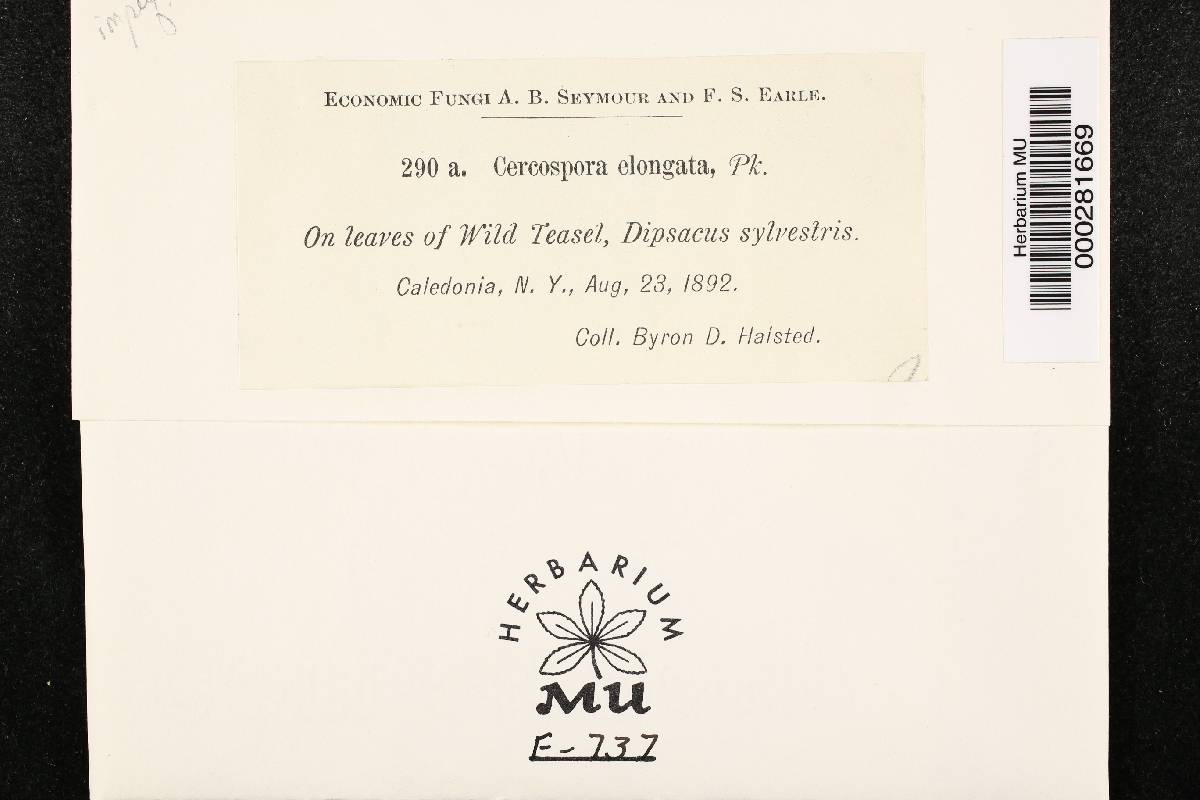 Economic Fungi A. B. Seymour and F. S. Earle.
290 a. Cercospora elongata, Pk.
On leaves of Wild Teasel, Dipsacus sylvestris.
Caledonia, N. Y., Aug, 23, 1892.
Coll. Byron D. Halsted.
Herbarium MU
000281669
HERBARIUM
MU
F-737